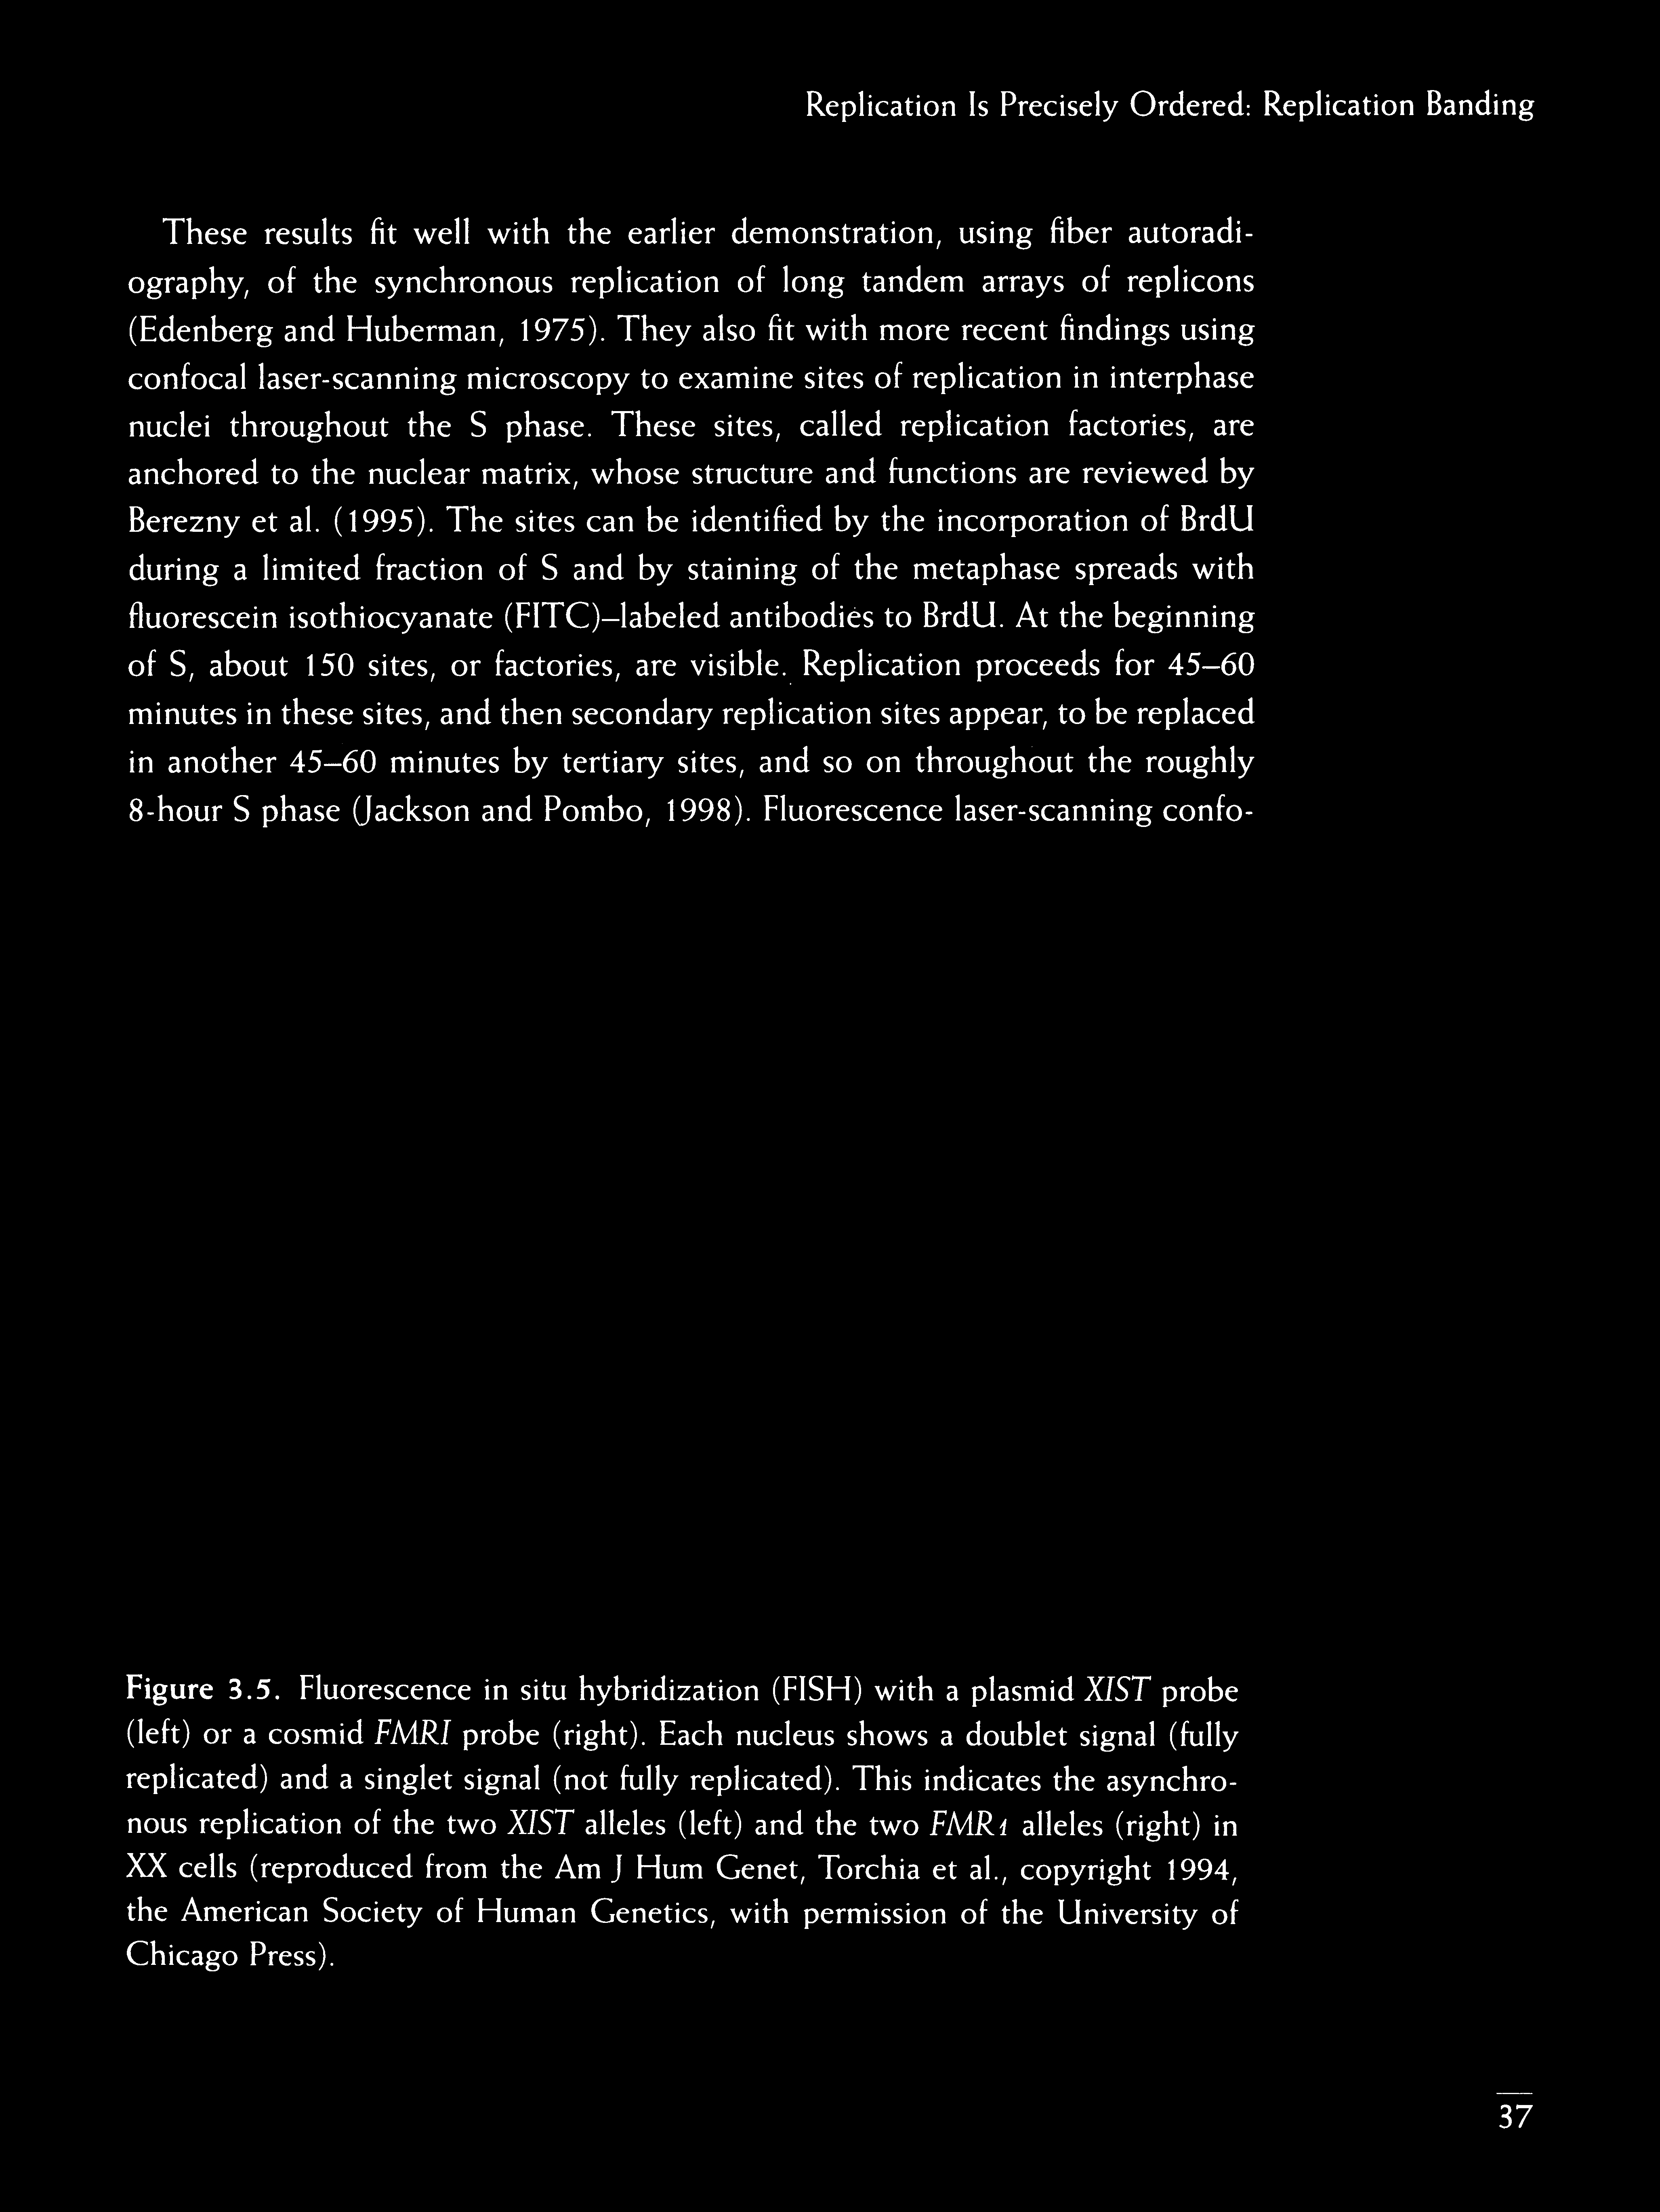 Replication Is Precisely Ordered: Replication Banding
These results fit well with the earlier demonstration, using fiber autoradi-
ography, of the synchronous replication of long tandem arrays of replicons
(Edenberg and Huberman, 1975). They also fit with more recent findings using
confocal laser-scanning microscopy to examine sites of replication in interphase
nuclei throughout the S phase. These sites, called replication factories, are
anchored to the nuclear matrix, whose structure and functions are reviewed by
Berezny et al. (1995). The sites can be identified by the incorporation of BrdU
during a limited fraction of S and by staining of the metaphase spreads with
fluorescein isothiocyanate (FITC)–labeled antibodies to BrdU. At the beginning
of S, about 150 sites, or factories, are visible. Replication proceeds for 45–60
minutes in these sites, and then secondary replication sites appear, to be replaced
in another 45–60 minutes by tertiary sites, and so on throughout the roughly
8-hour S phase (Jackson and Pombo, 1998). Fluorescence laser-scanning confo-
Figure 3.5. Fluorescence in situ hybridization (FISH) with a plasmid XIST probe
(left) or a cosmid FMRI probe (right). Each nucleus shows a doublet signal (fully
replicated) and a singlet signal (not fully replicated). This indicates the asynchro-
nous replication of the two XIST alleles (left) and the two FMR1 alleles (right) in
XX cells (reproduced from the Am J Hum Genet, Torchia et al., copyright 1994,
the American Society of Human Genetics, with permission of the University of
Chicago Press).
37